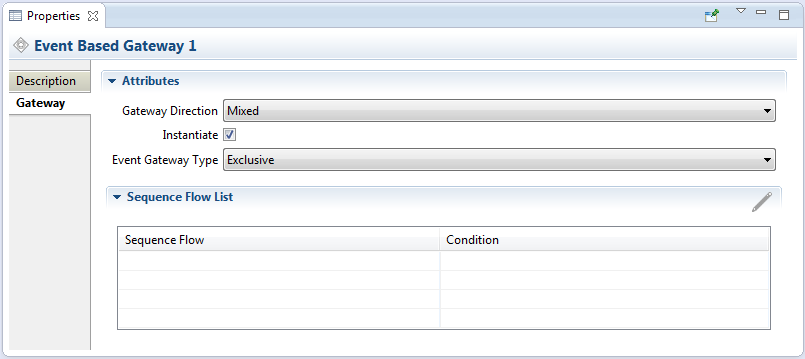 Properties
Event Based Gateway 1
Description
Gateway
Attributes
Gateway Direction Mixed
Instantiate
Event Gateway Type Exclusive
Sequence Flow List
Sequence Flow Condition